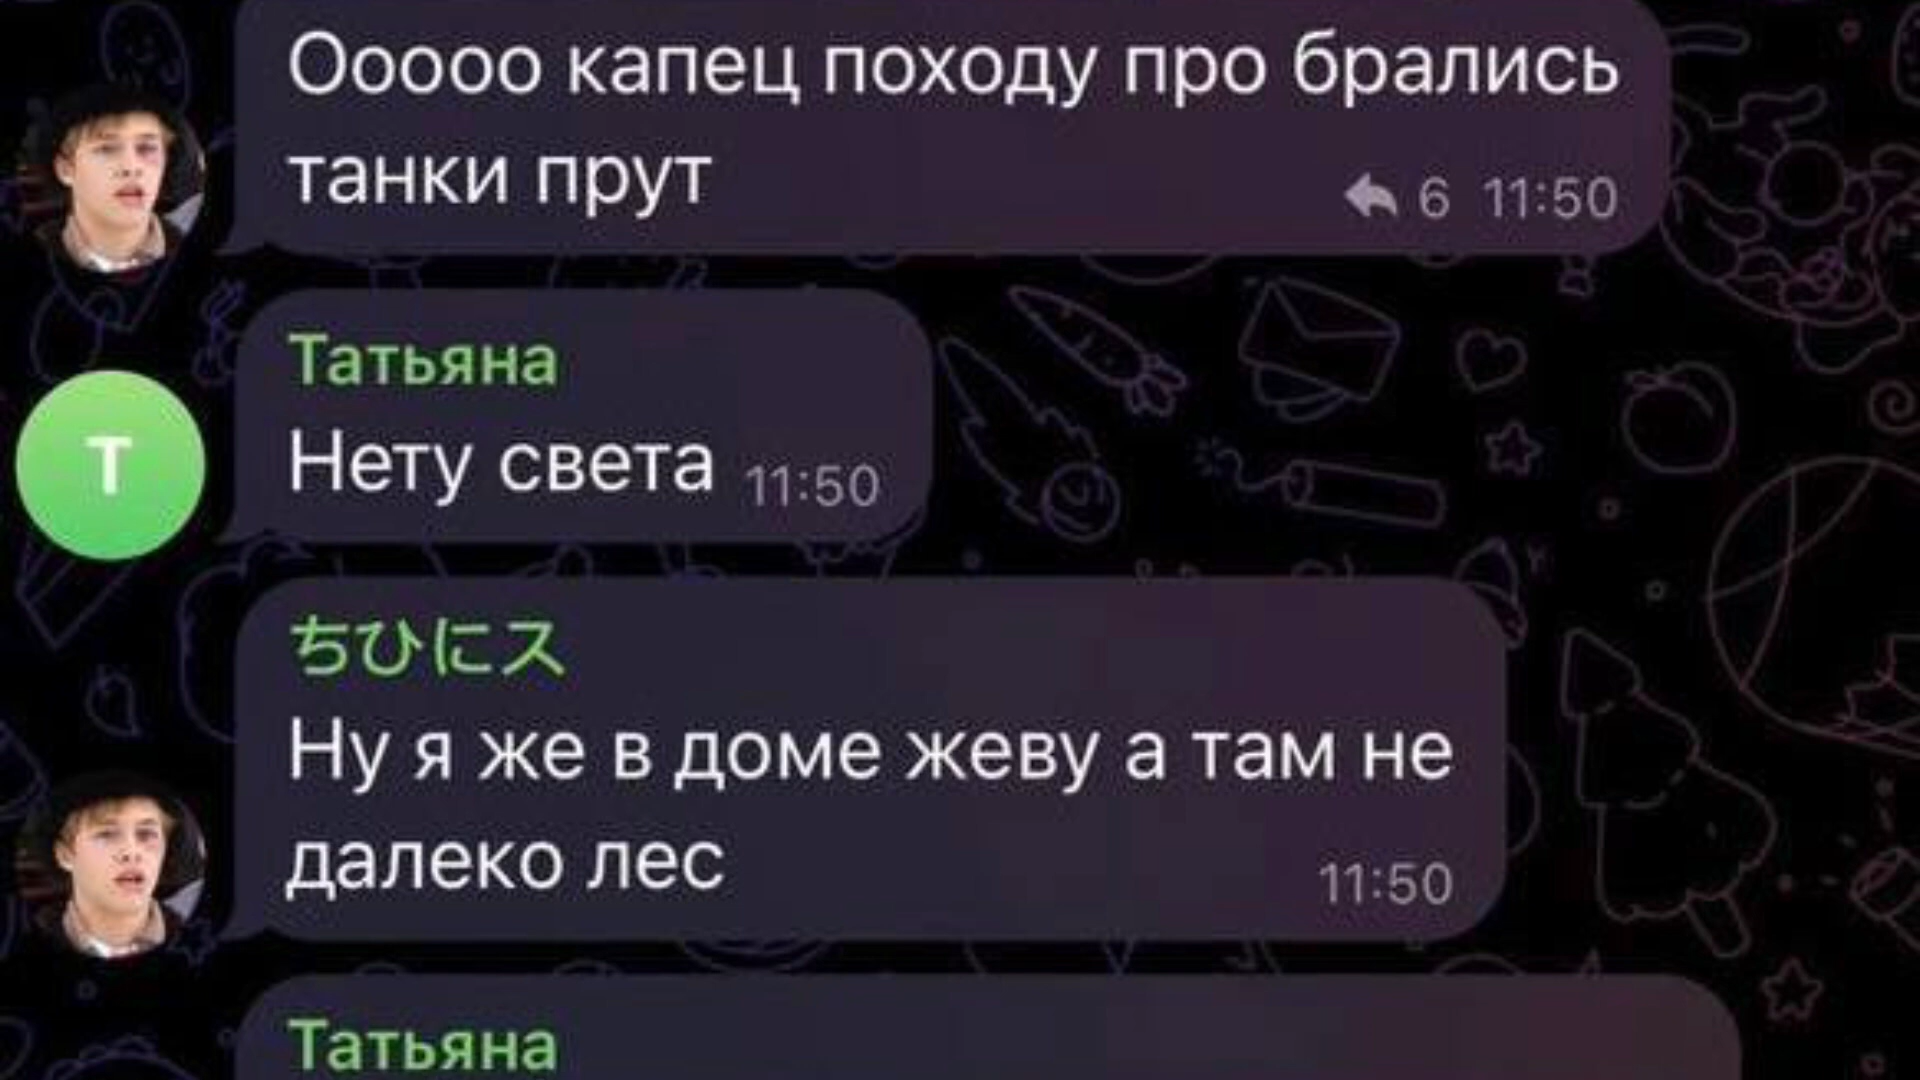 Ооооо капец походу про брались
танки прут
6 11:50
Татьяна
Т
Нету света 11:50
ちひにス
Ну я же в доме жеву а там не
далеко лес
11:50
Татьяна